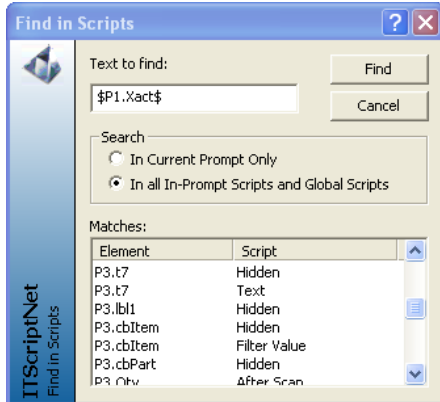 Find in Scripts
Text to find:
Find
$P1.Xact$
Cancel
Search
In Current Prompt Only
In all In-Prompt Scripts and Global Scripts
Matches:
Element Script
P3.t7 Hidden
P3.t7 Text
P3.lbl1 Hidden
P3.cbItem Hidden
P3.cbItem Filter Value
P3.cbPart Hidden
P3.Qty After Scan
ITScriptNet
Find in Scripts